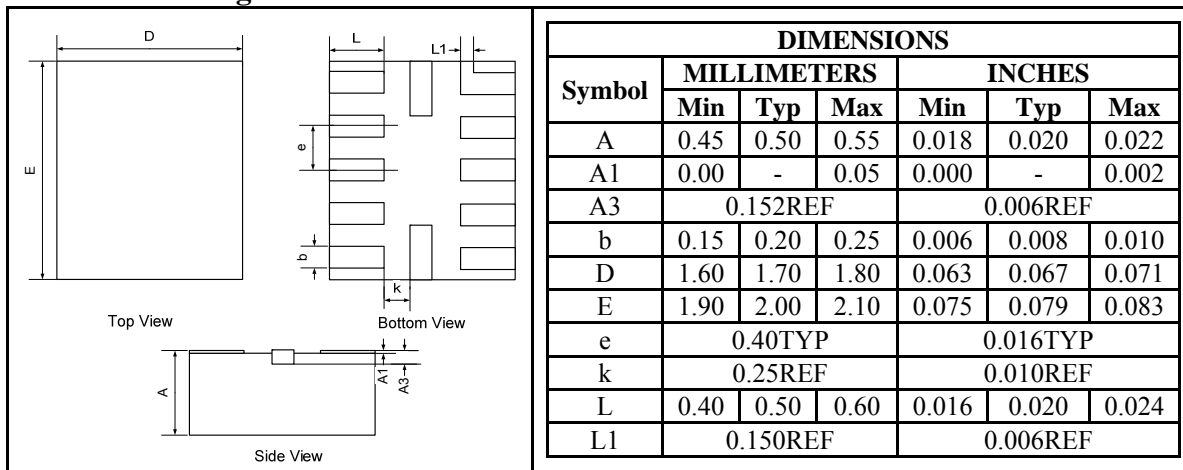 D
L
L1
e
E
b
k
Top View
Bottom View
A
A1
A3
Side View
DIMENSIONS
Symbol MILLIMETERS INCHES
Min Typ Max Min Typ Max
A 0.45 0.50 0.55 0.018 0.020 0.022
A1 0.00 - 0.05 0.000 - 0.002
A3 0.152REF 0.006REF
b 0.15 0.20 0.25 0.006 0.008 0.010
D 1.60 1.70 1.80 0.063 0.067 0.071
E 1.90 2.00 2.10 0.075 0.079 0.083
e 0.40TYP 0.016TYP
k 0.25REF 0.010REF
L 0.40 0.50 0.60 0.016 0.020 0.024
L1 0.150REF 0.006REF